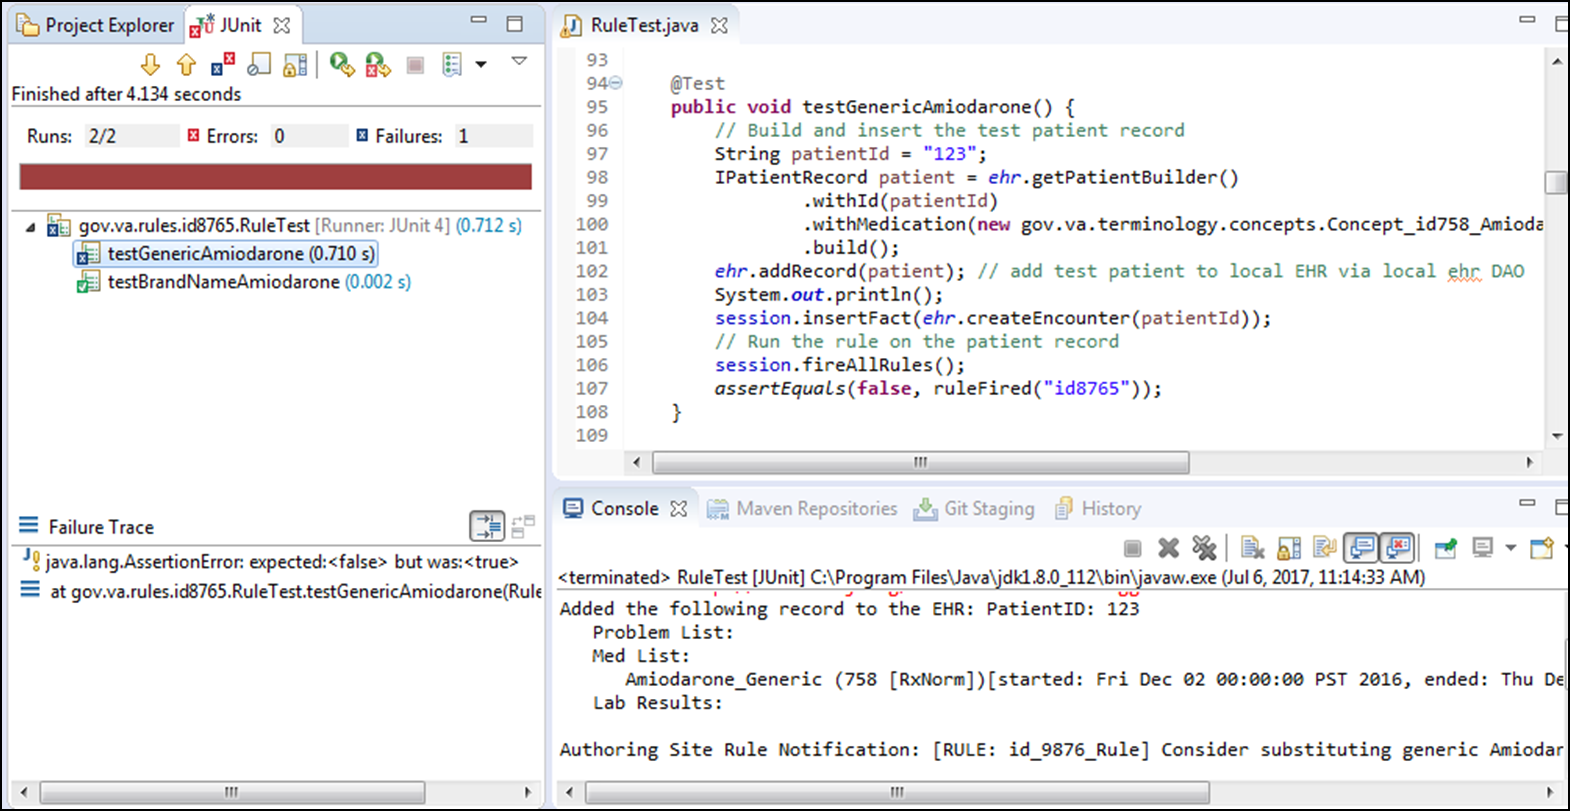 Project Explorer
JUnit
Finished after 4.134 seconds
Runs: 2/2 Errors: 0 Failures: 1
gov.va.rules.id8765.RuleTest [Runner: JUnit 4] (0.712 s)
testGenericAmiodarone (0.710 s)
testBrandNameAmiodarone (0.002 s)
Failure Trace
java.lang.AssertionError: expected:<false> but was:<true>
at gov.va.rules.id8765.RuleTest.testGenericAmiodarone(Rule
RuleTest.java
93
94 @Test
95 public void testGenericAmiodarone() {
96 // Build and insert the test patient record
97 String patientId = "123";
98 IPatientRecord patient = ehr.getPatientBuilder()
99 .withId(patientId)
100 .withMedication(new gov.va.terminology.concepts.Concept_id758_Amioda
101 .build();
102 ehr.addRecord(patient); // add test patient to local EHR via local ehr DAO
103 System.out.println();
104 session.insertFact(ehr.createEncounter(patientId));
105 // Run the rule on the patient record
106 session.fireAllRules();
107 assertEquals(false, ruleFired("id8765"));
108 }
109
Console Maven Repositories Git Staging History
<terminated> RuleTest [JUnit] C:\Program Files\Java\jdk1.8.0_112\bin\javaw.exe (Jul 6, 2017, 11:14:33 AM)
Added the following record to the EHR: PatientID: 123
Problem List:
Med List:
Amiodarone_Generic (758 [RxNorm])[started: Fri Dec 02 00:00:00 PST 2016, ended: Thu De
Lab Results:
Authoring Site Rule Notification: [RULE: id_9876_Rule] Consider substituting generic Amiodar